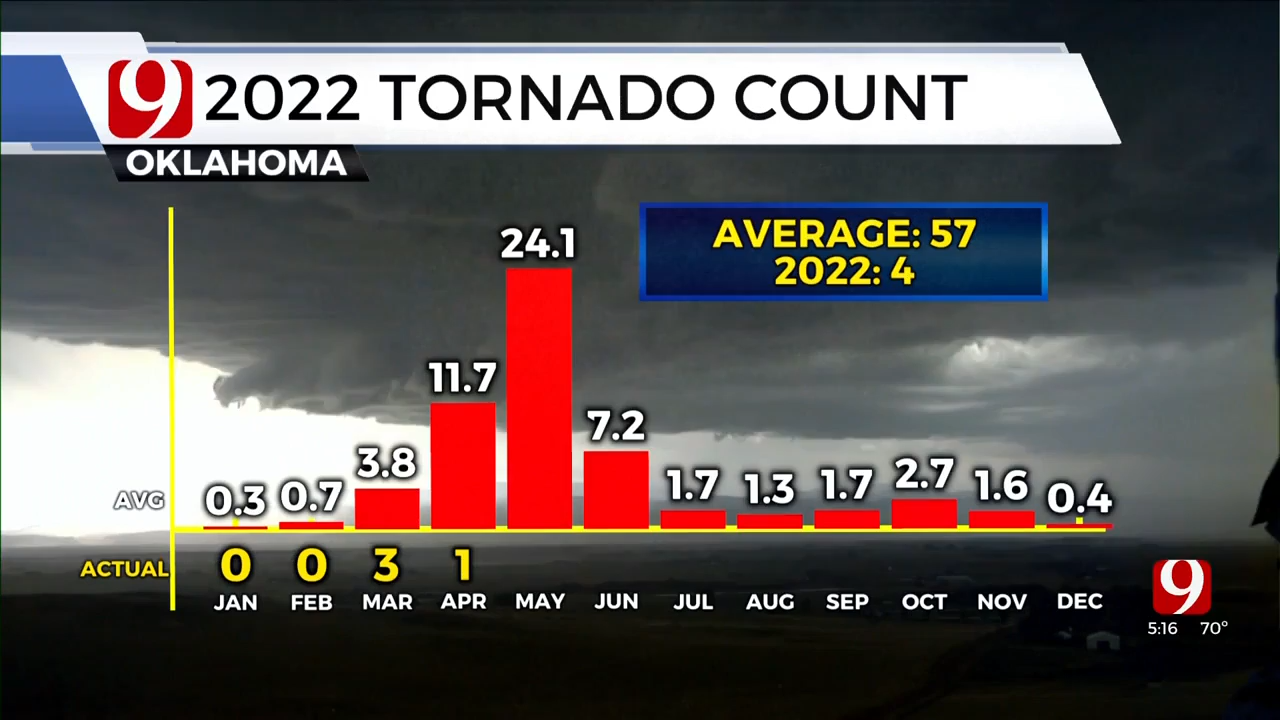 9 2022 TORNADO COUNT
OKLAHOMA
AVERAGE: 57
2022: 4
24.1
11.7
7.2
3.8
AVG 0.3 0.7 1.7 1.3 1.7 2.7 1.6 0.4
ACTUAL 0 0 3 1
JAN FEB MAR APR MAY JUN JUL AUG SEP OCT NOV DEC
9
5:16 70°